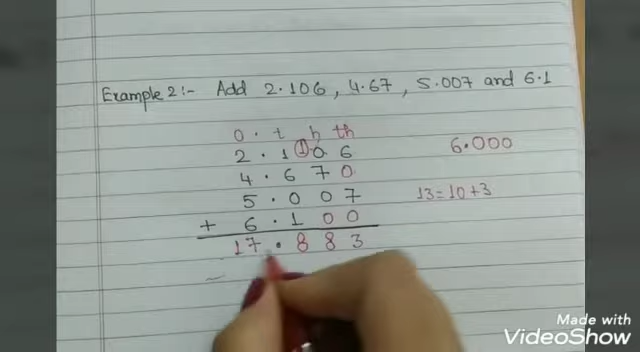 Example 2:- Add 2.106, 4.67, 5.007 and 6.1
O . t h th
2 . 1 ① 0 6
6.000
4 . 6 7 0
5 . 0 0 7
13=10+3
+ 6 . 1 0 0
17 . 8 8 3
Made with
VideoShow